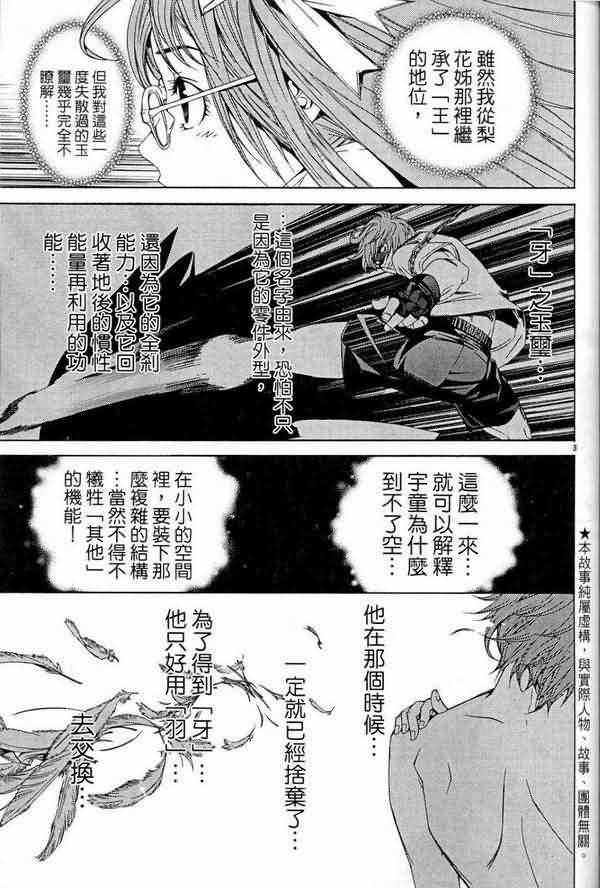 雖然我從梨
花姊那裡繼
承了「王」
的地位，
但我對這些一
度失散過的玉
璽幾乎完全不
瞭解……
「牙」之玉璽…
…這個名字由來，恐怕不只
是因為它的零件外型，
還因為它的全剎
能力…以及它回
收著地後的慣性
能量再利用的功
能…
3
這麼一來…
就可以解釋
宇童為什麼
到不了空…
在小小的空間
裡，要裝下那
麼複雜的結構
…當然不得不
犧牲「其他」
的機能！
他在那個時候…
一定就已經捨棄了…
為了得到「牙」…
他只好用「羽」…
去交換…
★本故事純屬虛構，與實際人物、故事、團體無關。